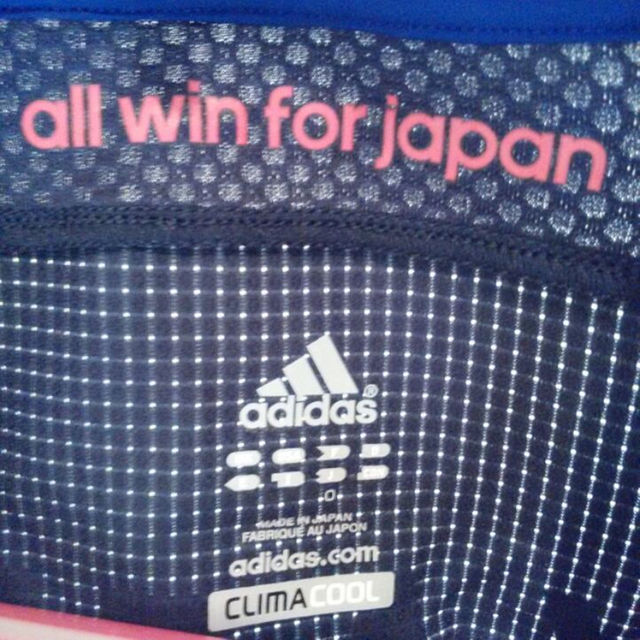 all win for japan
adidas®
-O-
MADE IN JAPAN
FABRIQUÉ AU JAPON
adidas.com
CLIMACOOL